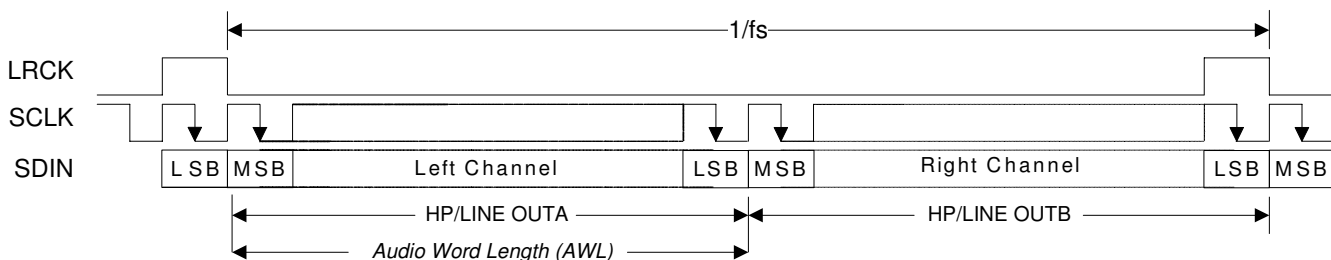 1/fs
LRCK
SCLK
SDIN
LSB MSB Left Channel LSB MSB Right Channel LSB MSB
HP/LINE OUTA HP/LINE OUTB
Audio Word Length (AWL)